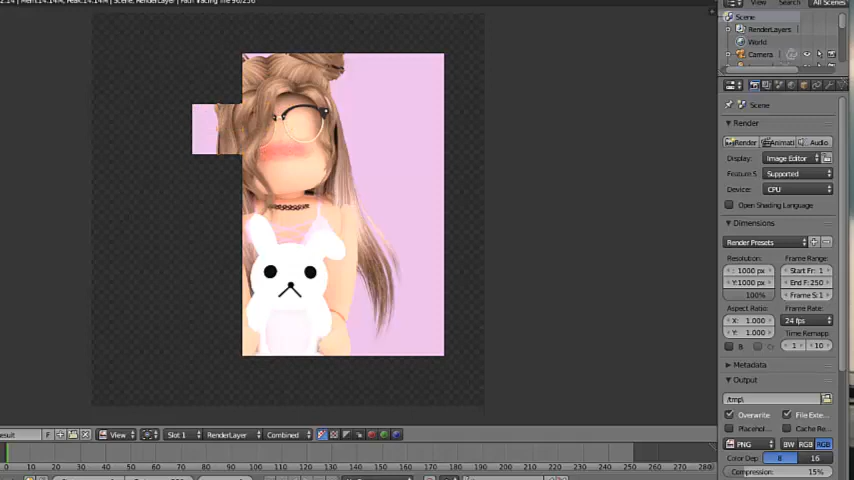 View Search All Scenes
Scene
RenderLayers
World
Camera
Scene
Render
Render Animati Audio
Display: Image Editor
Feature S Supported
Device: CPU
Open Shading Language
Dimensions
Render Presets
Resolution: Frame Range:
: 1000 px Start Fr: 1
Y:1000 px End F: 250
100% Frame S: 1
Aspect Ratio: Frame Rate:
X: 1.000 24 fps
Y: 1.000 Time Remapp
B Cr 1 10
Metadata
Output
/tmp\
Overwrite File Exte..
Placehol.. Cache Re..
PNG BW RGB RGB
Color Dep 8 16
Compression: 15%
esult F View Slot 1 RenderLayer Combined
0 10 20 30 40 50 60 70 80 90 100 110 120 130 140 150 160 170 180 190 200 210 220 230 240 250 260 270 280